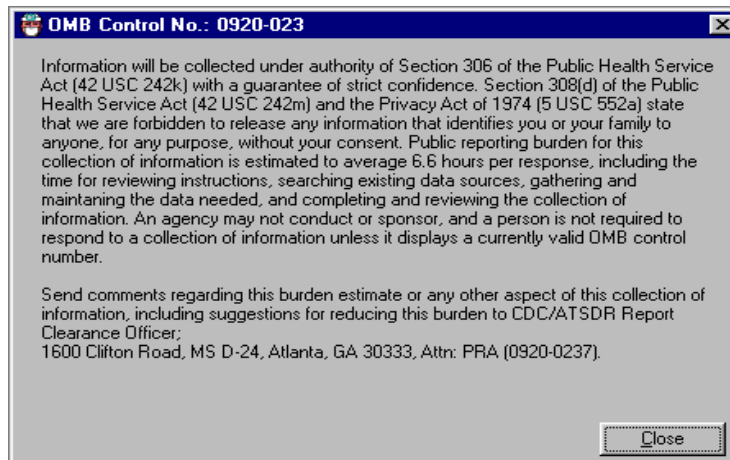 OMB Control No.: 0920-023
Information will be collected under authority of Section 306 of the Public Health Service
Act (42 USC 242k) with a guarantee of strict confidence. Section 308(d) of the Public
Health Service Act (42 USC 242m) and the Privacy Act of 1974 (5 USC 552a) state
that we are forbidden to release any information that identifies you or your family to
anyone, for any purpose, without your consent. Public reporting burden for this
collection of information is estimated to average 6.6 hours per response, including the
time for reviewing instructions, searching existing data sources, gathering and
maintaning the data needed, and completing and reviewing the collection of
information. An agency may not conduct or sponsor, and a person is not required to
respond to a collection of information unless it displays a currently valid OMB control
number.
Send comments regarding this burden estimate or any other aspect of this collection of
information, including suggestions for reducing this burden to CDC/ATSDR Report
Clearance Officer;
1600 Clifton Road, MS D-24, Atlanta, GA 30333, Attn: PRA (0920-0237).
Close